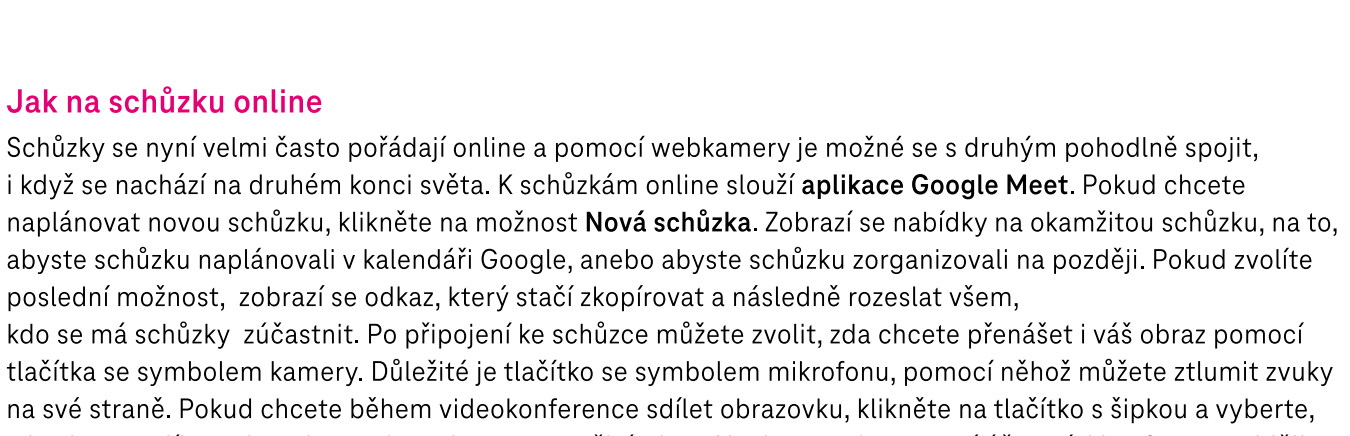 Jak na schůzku online
Schůzky se nyní velmi často pořádají online a pomocí webkamery je možné se s druhým pohodlně spojit,
i když se nachází na druhém konci světa. K schůzkám online slouží aplikace Google Meet. Pokud chcete
naplánovat novou schůzku, klikněte na možnost Nová schůzka. Zobrazí se nabídky na okamžitou schůzku, na to,
abyste schůzku naplánovali v kalendáři Google, anebo abyste schůzku zorganizovali na později. Pokud zvolíte
poslední možnost,  zobrazí se odkaz, který stačí zkopírovat a následně rozeslat všem,
kdo se má schůzky  zúčastnit. Po připojení ke schůzce můžete zvolit, zda chcete přenášet i váš obraz pomocí
tlačítka se symbolem kamery. Důležité je tlačítko se symbolem mikrofonu, pomocí něhož můžete ztlumit zvuky
na své straně. Pokud chcete během videokonference sdílet obrazovku, klikněte na tlačítko s šipkou a vyberte,